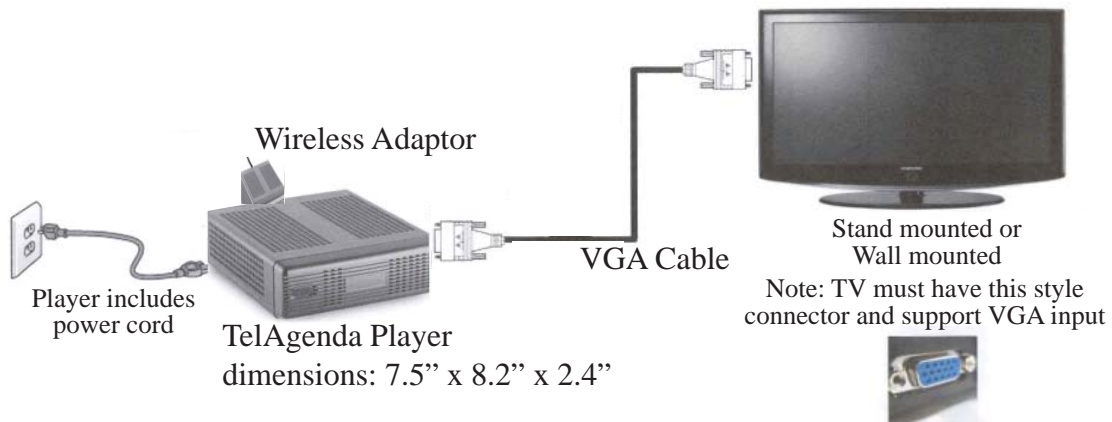 Wireless Adaptor
VGA Cable
Player includes
power cord
TelAgenda Player
dimensions: 7.5” x 8.2” x 2.4”
Stand mounted or
Wall mounted
Note: TV must have this style
connector and support VGA input